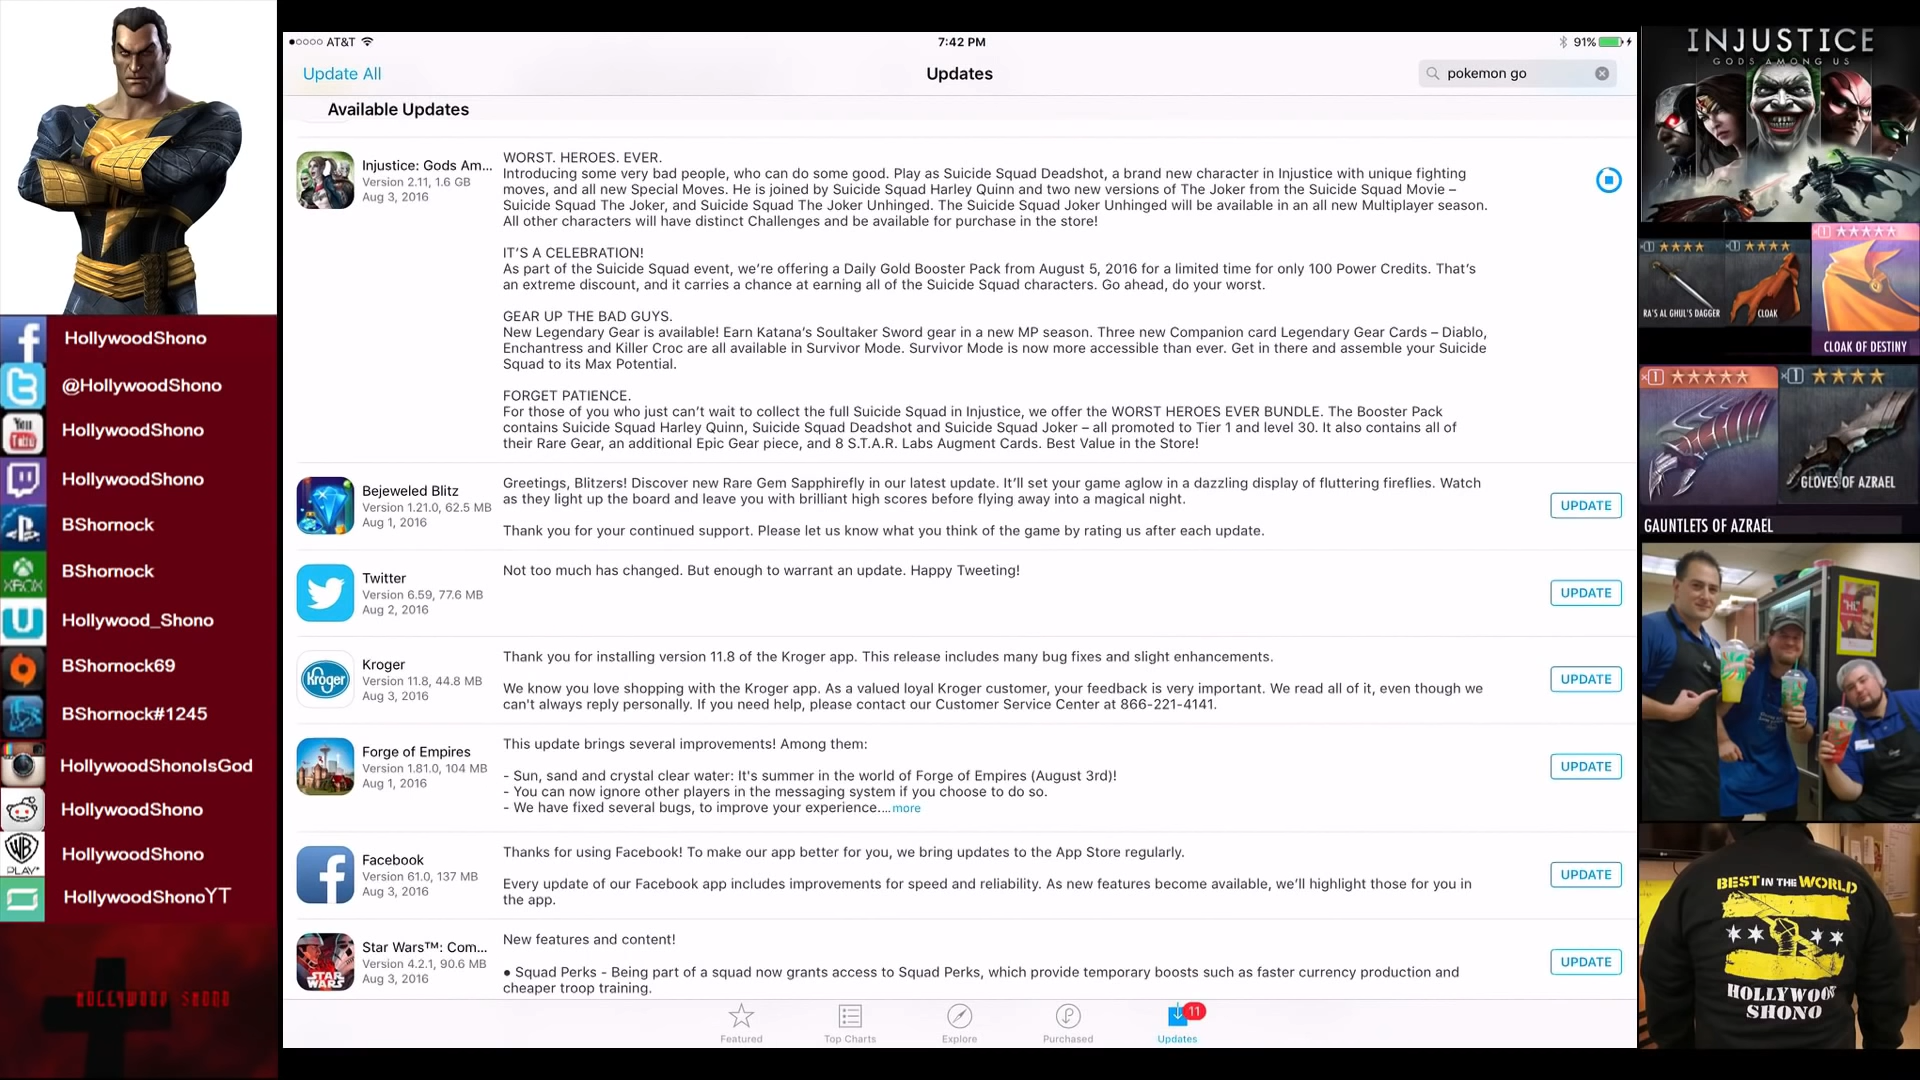 AT&T
7:42 PM
91%
Update All
Updates
pokemon go
Available Updates
Injustice: Gods Am...
Version 2.11, 1.6 GB
Aug 3, 2016
WORST. HEROES. EVER.
Introducing some very bad people, who can do some good. Play as Suicide Squad Deadshot, a brand new character in Injustice with unique fighting
moves, and all new Special Moves. He is joined by Suicide Squad Harley Quinn and two new versions of The Joker from the Suicide Squad Movie –
Suicide Squad The Joker, and Suicide Squad The Joker Unhinged. The Suicide Squad Joker Unhinged will be available in an all new Multiplayer season.
All other characters will have distinct Challenges and be available for purchase in the store!
IT'S A CELEBRATION!
As part of the Suicide Squad event, we're offering a Daily Gold Booster Pack from August 5, 2016 for a limited time for only 100 Power Credits. That's
an extreme discount, and it carries a chance at earning all of the Suicide Squad characters. Go ahead, do your worst.
GEAR UP THE BAD GUYS.
New Legendary Gear is available! Earn Katana's Soultaker Sword gear in a new MP season. Three new Companion card Legendary Gear Cards – Diablo,
Enchantress and Killer Croc are all available in Survivor Mode. Survivor Mode is now more accessible than ever. Get in there and assemble your Suicide
Squad to its Max Potential.
FORGET PATIENCE.
For those of you who just can't wait to collect the full Suicide Squad in Injustice, we offer the WORST HEROES EVER BUNDLE. The Booster Pack
contains Suicide Squad Harley Quinn, Suicide Squad Deadshot and Suicide Squad Joker – all promoted to Tier 1 and level 30. It also contains all of
their Rare Gear, an additional Epic Gear piece, and 8 S.T.A.R. Labs Augment Cards. Best Value in the Store!
Bejeweled Blitz
Version 1.21.0, 62.5 MB
Aug 1, 2016
Greetings, Blitzers! Discover new Rare Gem Sapphirefly in our latest update. It'll set your game aglow in a dazzling display of fluttering fireflies. Watch
as they light up the board and leave you with brilliant high scores before flying away into a magical night.
Thank you for your continued support. Please let us know what you think of the game by rating us after each update.
UPDATE
Twitter
Version 6.59, 77.6 MB
Aug 2, 2016
Not too much has changed. But enough to warrant an update. Happy Tweeting!
UPDATE
Kroger
Kroger
Version 11.8, 44.8 MB
Aug 3, 2016
Thank you for installing version 11.8 of the Kroger app. This release includes many bug fixes and slight enhancements.
We know you love shopping with the Kroger app. As a valued loyal Kroger customer, your feedback is very important. We read all of it, even though we
can't always reply personally. If you need help, please contact our Customer Service Center at 866-221-4141.
UPDATE
Forge of Empires
Version 1.81.0, 104 MB
Aug 1, 2016
This update brings several improvements! Among them:
- Sun, sand and crystal clear water: It's summer in the world of Forge of Empires (August 3rd)!
- You can now ignore other players in the messaging system if you choose to do so.
- We have fixed several bugs, to improve your experience....more
UPDATE
Facebook
Version 61.0, 137 MB
Aug 3, 2016
Thanks for using Facebook! To make our app better for you, we bring updates to the App Store regularly.
Every update of our Facebook app includes improvements for speed and reliability. As new features become available, we'll highlight those for you in
the app.
UPDATE
STAR WARS
Star Wars™: Com...
Version 4.2.1, 90.6 MB
Aug 3, 2016
New features and content!
● Squad Perks - Being part of a squad now grants access to Squad Perks, which provide temporary boosts such as faster currency production and
cheaper troop training.
UPDATE
Featured
Top Charts
Explore
Purchased
11
Updates
HollywoodShono
@HollywoodShono
You Tube
HollywoodShono
HollywoodShono
BShornock
XBOX
BShornock
Hollywood_Shono
BShornock69
BShornock#1245
HollywoodShonoIsGod
HollywoodShono
WB PLAY
HollywoodShono
HollywoodShonoYT
HOLLYWOOD SHONO
INJUSTICE
GODS AMONG US
×1
×1
×1
RA'S AL GHUL'S DAGGER
CLOAK
CLOAK OF DESTINY
×1
×1
GLOVES OF AZRAEL
GAUNTLETS OF AZRAEL
BEST IN THE WORLD
HOLLYWOOD
SHONO